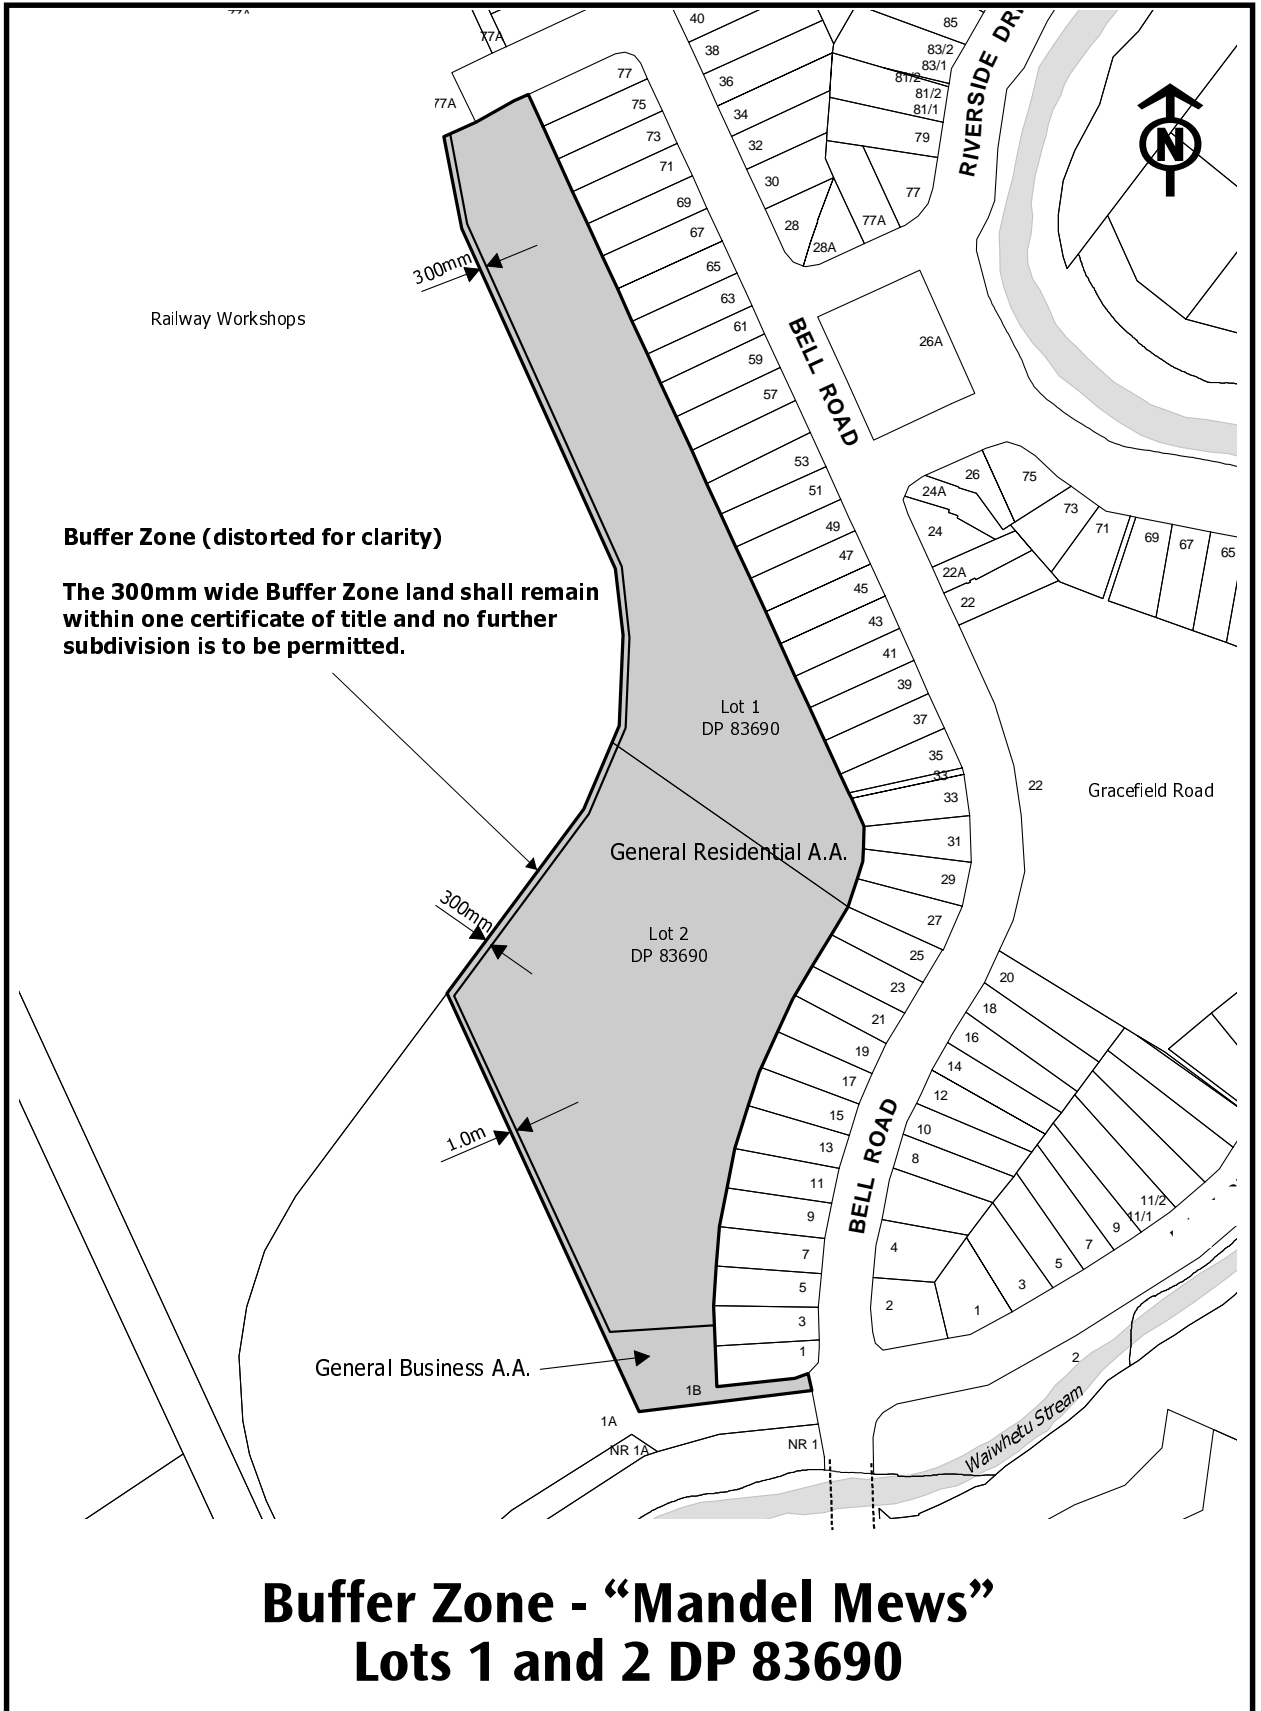 77A
77A
77A
77
75
73
71
69
67
65
63
61
59
57
53
51
49
47
45
43
41
39
37
35
33
33
31
29
27
25
23
21
19
17
15
13
11
9
7
5
3
1
40
38
36
34
32
30
28
28A
77A
77
79
81/1
81/2
81/2
83/1
83/2
85
RIVERSIDE
N
BELL ROAD
26A
26
24A
24
22A
22
75
73
71
69
67
65
300mm
Railway Workshops
Buffer Zone (distorted for clarity)
The 300mm wide Buffer Zone land shall remain
within one certificate of title and no further
subdivision is to be permitted.
Lot 1
DP 83690
22
Gracefield Road
General Residential A.A.
300mm
Lot 2
DP 83690
20
18
16
14
12
10
8
4
2
1.0m
BELL ROAD
11/2
11/1
9
7
5
3
1
General Business A.A.
1B
1A
NR 1A
NR 1
2
Waiwhetu Stream
Buffer Zone - “Mandel Mews”
Lots 1 and 2 DP 83690